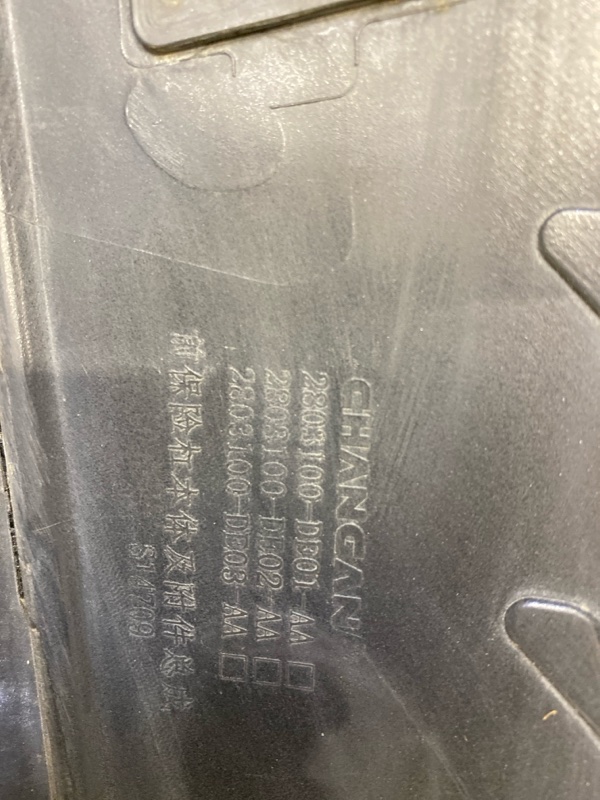 CHANGAN
2803100-DE01-AA □
2803100-DE02-AA □
2803100-DE03-AA □
前保险杠本体及附件总成
S14709